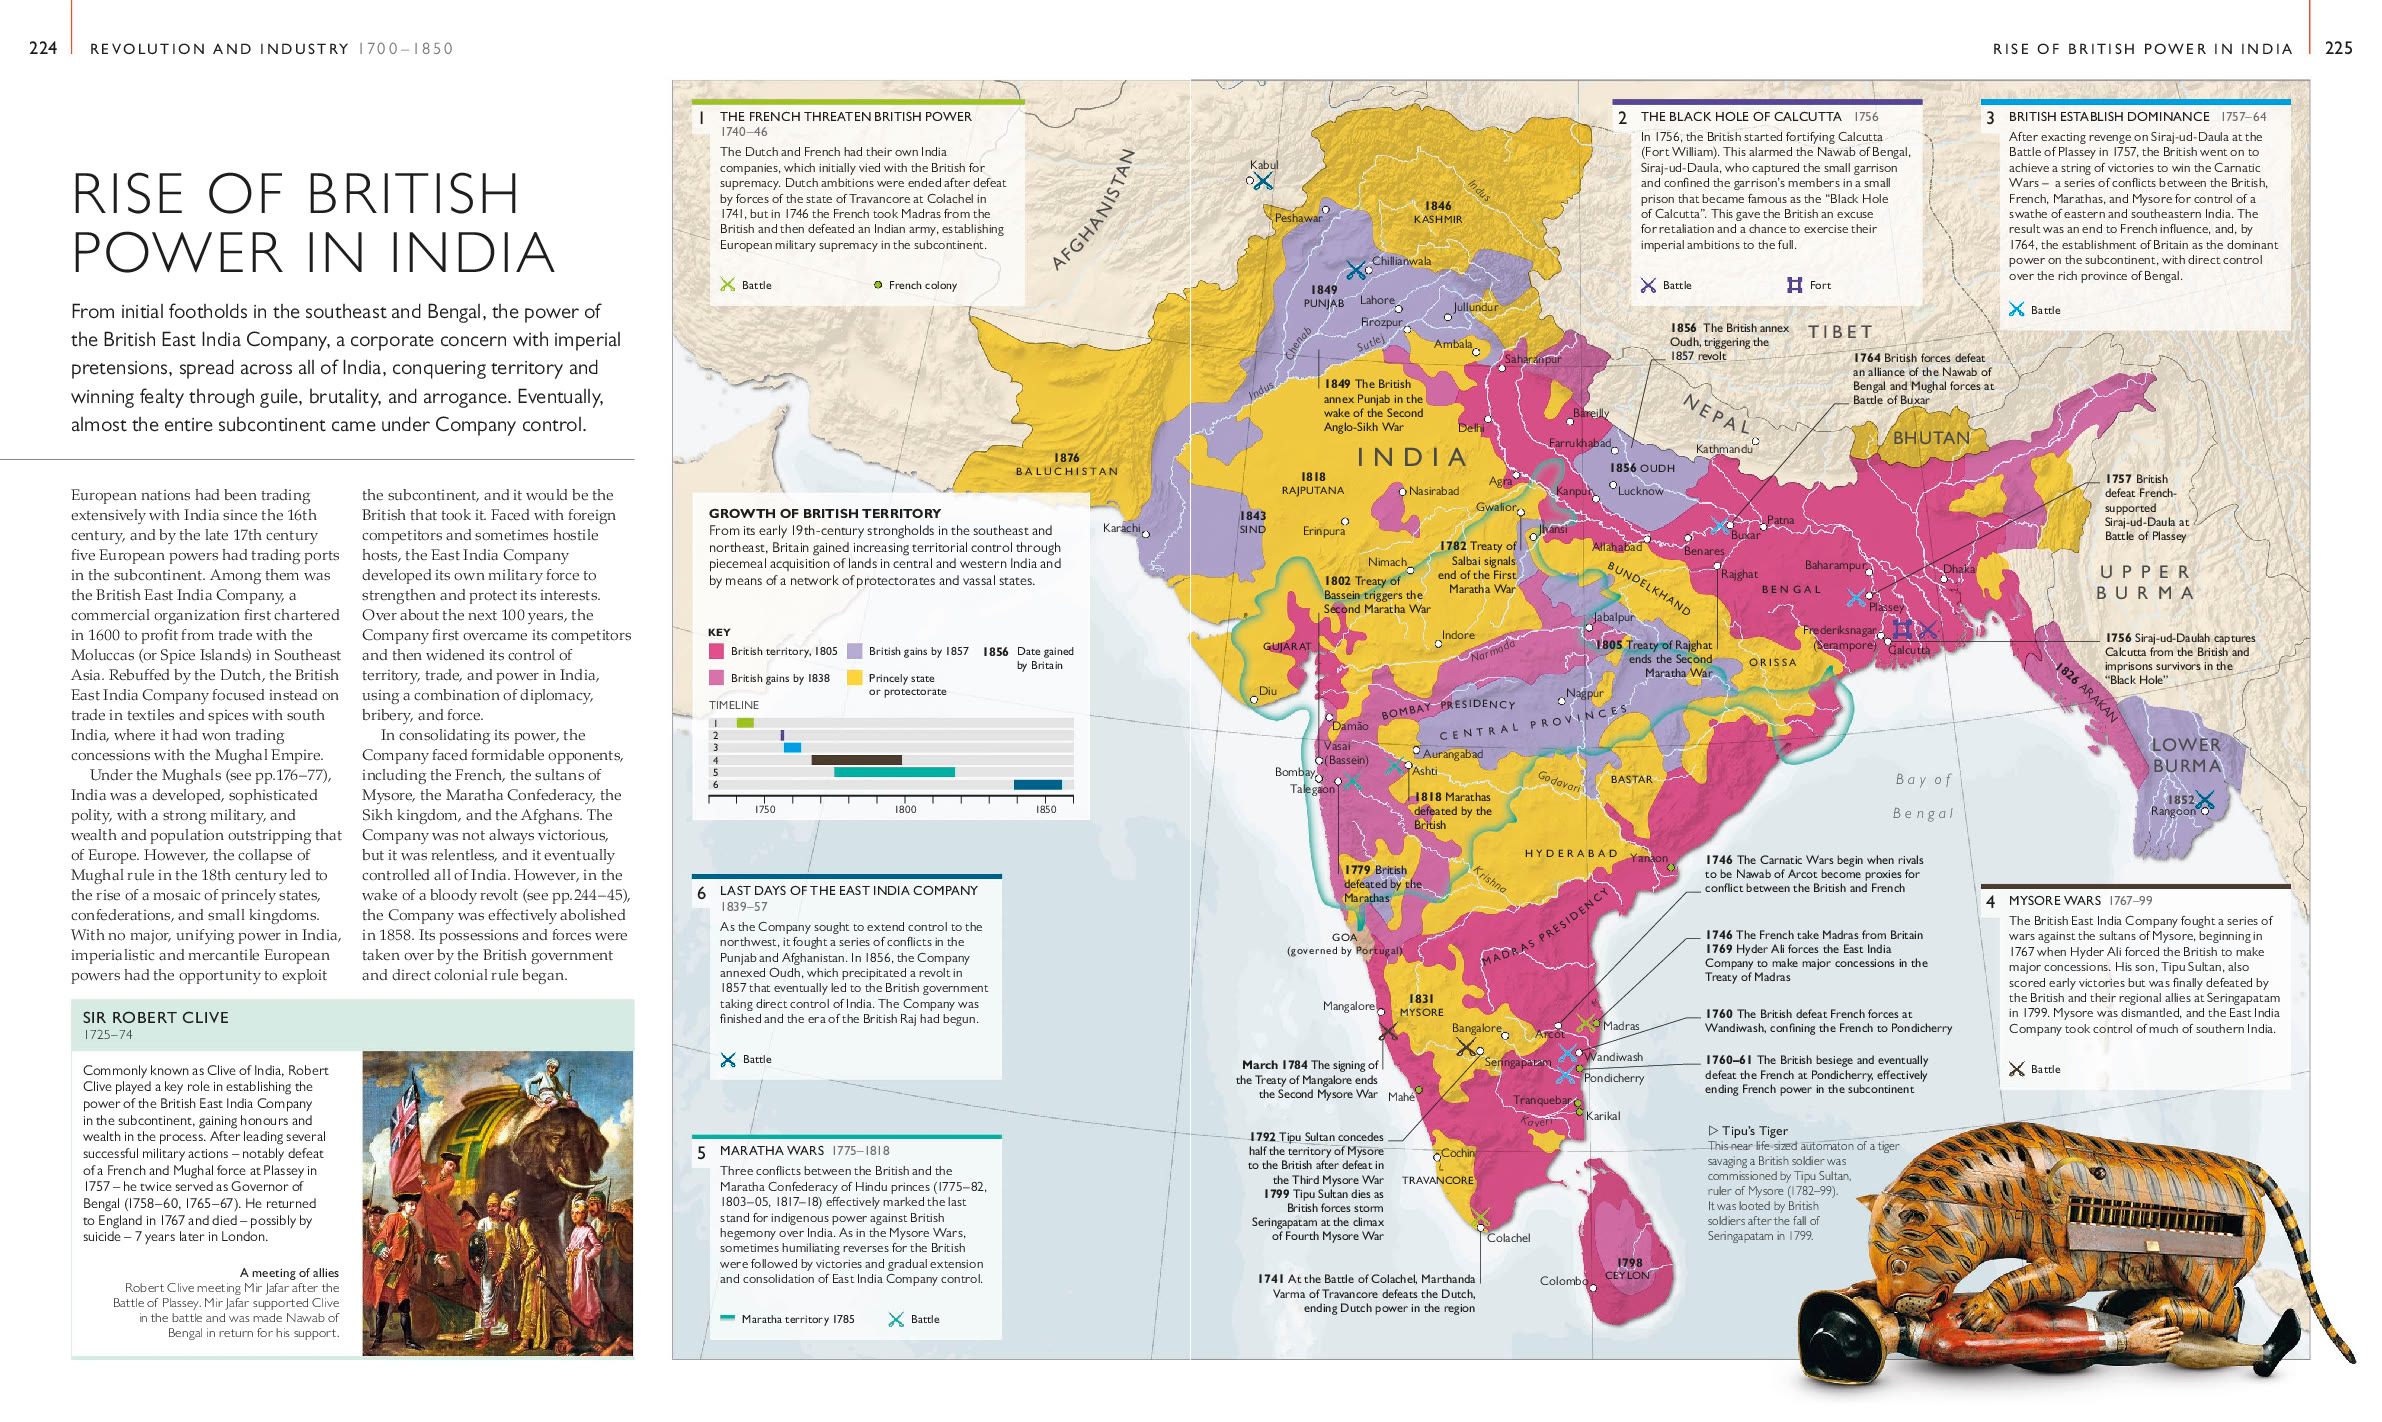 224
REVOLUTION AND INDUSTRY 1700–1850
RISE OF BRITISH POWER IN INDIA
225
RISE OF BRITISH
POWER IN INDIA
From initial footholds in the southeast and Bengal, the power of
the British East India Company, a corporate concern with imperial
pretensions, spread across all of India, conquering territory and
winning fealty through guile, brutality, and arrogance. Eventually,
almost the entire subcontinent came under Company control.
European nations had been trading
extensively with India since the 16th
century, and by the late 17th century
five European powers had trading ports
in the subcontinent. Among them was
the British East India Company, a
commercial organization first chartered
in 1600 to profit from trade with the
Moluccas (or Spice Islands) in Southeast
Asia. Rebuffed by the Dutch, the British
East India Company focused instead on
trade in textiles and spices with south
India, where it had won trading
concessions with the Mughal Empire.
Under the Mughals (see pp.176–77),
India was a developed, sophisticated
polity, with a strong military, and
wealth and population outstripping that
of Europe. However, the collapse of
Mughal rule in the 18th century led to
the rise of a mosaic of princely states,
confederations, and small kingdoms.
With no major, unifying power in India,
imperialistic and mercantile European
powers had the opportunity to exploit
the subcontinent, and it would be the
British that took it. Faced with foreign
competitors and sometimes hostile
hosts, the East India Company
developed its own military force to
strengthen and protect its interests.
Over about the next 100 years, the
Company first overcame its competitors
and then widened its control of
territory, trade, and power in India,
using a combination of diplomacy,
bribery, and force.
In consolidating its power, the
Company faced formidable opponents,
including the French, the sultans of
Mysore, the Maratha Confederacy, the
Sikh kingdom, and the Afghans. The
Company was not always victorious,
but it was relentless, and it eventually
controlled all of India. However, in the
wake of a bloody revolt (see pp.244–45),
the Company was effectively abolished
in 1858. Its possessions and forces were
taken over by the British government
and direct colonial rule began.
SIR ROBERT CLIVE
1725–74
Commonly known as Clive of India, Robert
Clive played a key role in establishing the
power of the British East India Company
in the subcontinent, gaining honours and
wealth in the process. After leading several
successful military actions – notably defeat
of a French and Mughal force at Plassey in
1757 – he twice served as Governor of
Bengal (1758–60, 1765–67). He returned
to England in 1767 and died – possibly by
suicide – 7 years later in London.
A meeting of allies
Robert Clive meeting Mir Jafar after the
Battle of Plassey. Mir Jafar supported Clive
in the battle and was made Nawab of
Bengal in return for his support.
1 THE FRENCH THREATEN BRITISH POWER
1740–46
The Dutch and French had their own India
companies, which initially vied with the British for
supremacy. Dutch ambitions were ended after defeat
by forces of the state of Travancore at Colachel in
1741, but in 1746 the French took Madras from the
British and then defeated an Indian army, establishing
European military supremacy in the subcontinent.
Battle
French colony
2 THE BLACK HOLE OF CALCUTTA 1756
In 1756, the British started fortifying Calcutta
(Fort William). This alarmed the Nawab of Bengal,
Siraj-ud-Daula, who captured the small garrison
and confined the garrison's members in a small
prison that became famous as the “Black Hole
of Calcutta”. This gave the British an excuse
for retaliation and a chance to exercise their
imperial ambitions to the full.
Battle
Fort
3 BRITISH ESTABLISH DOMINANCE 1757–64
After exacting revenge on Siraj-ud-Daula at the
Battle of Plassey in 1757, the British went on to
achieve a string of victories to win the Carnatic
Wars – a series of conflicts between the British,
French, Marathas, and Mysore for control of a
swathe of eastern and southeastern India. The
result was an end to French influence, and, by
1764, the establishment of Britain as the dominant
power on the subcontinent, with direct control
over the rich province of Bengal.
Battle
GROWTH OF BRITISH TERRITORY
From its early 19th-century strongholds in the southeast and
northeast, Britain gained increasing territorial control through
piecemeal acquisition of lands in central and western India and
by means of a network of protectorates and vassal states.
KEY
British territory, 1805
British gains by 1857
1856 Date gained
by Britain
British gains by 1838
Princely state
or protectorate
TIMELINE
1
2
3
4
5
6
1750
1800
1850
6 LAST DAYS OF THE EAST INDIA COMPANY
1839–57
As the Company sought to extend control to the
northwest, it fought a series of conflicts in the
Punjab and Afghanistan. In 1856, the Company
annexed Oudh, which precipitated a revolt in
1857 that eventually led to the British government
taking direct control of India. The Company was
finished and the era of the British Raj had begun.
Battle
5 MARATHA WARS 1775–1818
Three conflicts between the British and the
Maratha Confederacy of Hindu princes (1775–82,
1803–05, 1817–18) effectively marked the last
stand for indigenous power against British
hegemony over India. As in the Mysore Wars,
sometimes humiliating reverses for the British
were followed by victories and gradual extension
and consolidation of East India Company control.
Maratha territory 1785
Battle
4 MYSORE WARS 1767–99
The British East India Company fought a series of
wars against the sultans of Mysore, beginning in
1767 when Hyder Ali forced the British to make
major concessions. His son, Tipu Sultan, also
scored early victories but was finally defeated by
the British and their regional allies at Seringapatam
in 1799. Mysore was dismantled, and the East India
Company took control of much of southern India.
Battle
AFGHANISTAN
Kabul
Peshawar
Indus
1846
KASHMIR
Chillianwala
1849
PUNJAB
Lahore
Firozpur
Jullundur
Chenab
Sutlej
Ambala
Saharanpur
Indus
1849 The British
annex Punjab in the
wake of the Second
Anglo-Sikh War
1856 The British annex
Oudh, triggering the
1857 revolt
TIBET
1764 British forces defeat
an alliance of the Nawab of
Bengal and Mughal forces at
Battle of Buxar
NEPAL
Kathmandu
BHUTAN
Bareilly
Delhi
Farrukhabad
1876
BALUCHISTAN
INDIA
1818
RAJPUTANA
Nasirabad
Agra
Kanpur
1856 OUDH
Lucknow
Gwalior
Karachi
1843
SIND
Erinpura
Jhansi
Allahabad
Buxar
Patna
Benares
1757 British
defeat French-
supported
Siraj-ud-Daula at
Battle of Plassey
1782 Treaty of
Salbai signals
end of the First
Maratha War
Nimach
1802 Treaty of
Bassein triggers the
Second Maratha War
BUNDELKHAND
Rajghat
Baharampur
BENGAL
Dhaka
Plassey
UPPER
BURMA
Jabalpur
Indore
Narmada
GUJARAT
1805 Treaty of Rajghat
ends the Second
Maratha War
Frederiksnagar
(Serampore)
Calcutta
ORISSA
1756 Siraj-ud-Daulah captures
Calcutta from the British and
imprisons survivors in the
“Black Hole”
1826 ARAKAN
Diu
Nagpur
BOMBAY PRESIDENCY
CENTRAL PROVINCES
Damão
Vasai
(Bassein)
Aurangabad
Bombay
Ashti
Talegaon
Godavari
BASTAR
LOWER
BURMA
1852
Rangoon
Bay of
Bengal
1818 Marathas
defeated by the
British
HYDERABAD
Yanaon
1779 British
defeated by the
Marathas
Krishna
GOA
(governed by Portugal)
MADRAS PRESIDENCY
1746 The Carnatic Wars begin when rivals
to be Nawab of Arcot become proxies for
conflict between the British and French
1746 The French take Madras from Britain
1769 Hyder Ali forces the East India
Company to make major concessions in the
Treaty of Madras
Mangalore
1831
MYSORE
Bangalore
Arcot
Madras
Seringapatam
Wandiwash
Pondicherry
1760 The British defeat French forces at
Wandiwash, confining the French to Pondicherry
1760–61 The British besiege and eventually
defeat the French at Pondicherry, effectively
ending French power in the subcontinent
March 1784 The signing of
the Treaty of Mangalore ends
the Second Mysore War
Mahé
Tranquebar
Karikal
Kaveri
1792 Tipu Sultan concedes
half the territory of Mysore
to the British after defeat in
the Third Mysore War
1799 Tipu Sultan dies as
British forces storm
Seringapatam at the climax
of Fourth Mysore War
Cochin
TRAVANCORE
Colachel
1741 At the Battle of Colachel, Marthanda
Varma of Travancore defeats the Dutch,
ending Dutch power in the region
Colombo
1798
CEYLON
▷ Tipu's Tiger
This near life-sized automaton of a tiger
savaging a British soldier was
commissioned by Tipu Sultan,
ruler of Mysore (1782–99).
It was looted by British
soldiers after the fall of
Seringapatam in 1799.